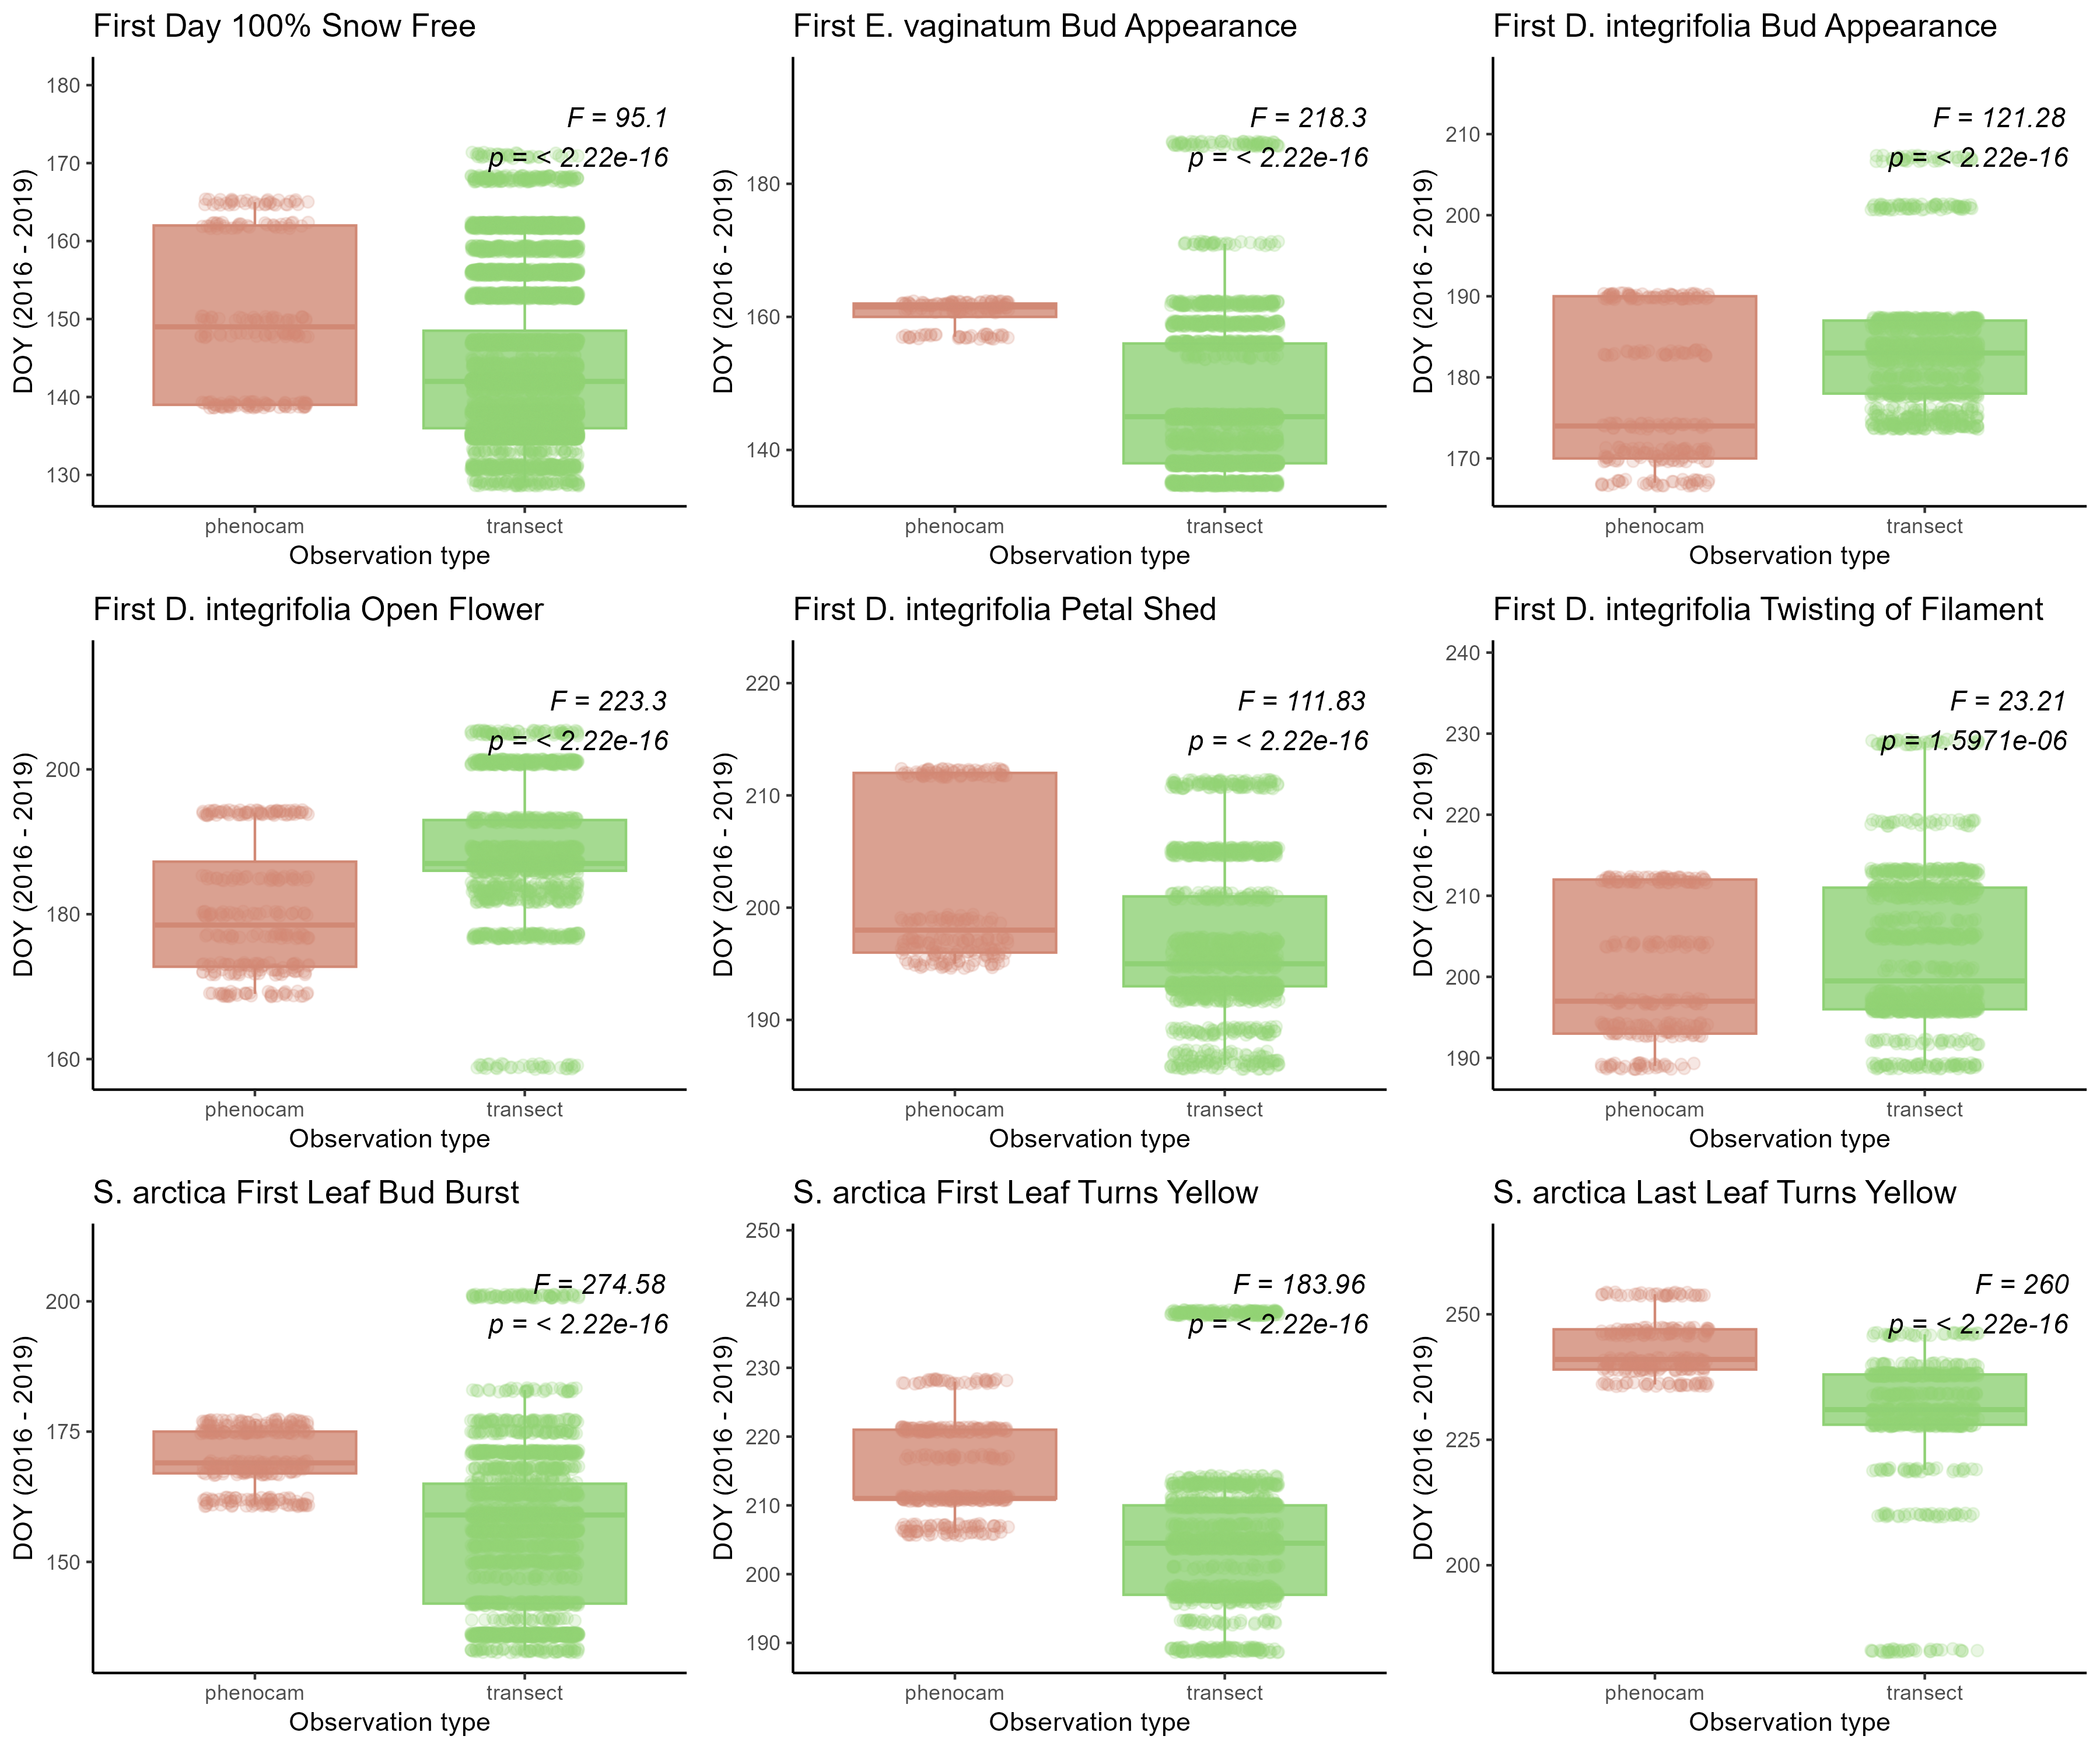 First Day 100% Snow Free
F = 95.1
p = < 2.22e-16
DOY (2016 - 2019)
180
170
160
150
140
130
phenocam
transect
Observation type
First E. vaginatum Bud Appearance
F = 218.3
p = < 2.22e-16
DOY (2016 - 2019)
180
160
140
phenocam
transect
Observation type
First D. integrifolia Bud Appearance
F = 121.28
p = < 2.22e-16
DOY (2016 - 2019)
210
200
190
180
170
phenocam
transect
Observation type
First D. integrifolia Open Flower
F = 223.3
p = < 2.22e-16
DOY (2016 - 2019)
200
180
160
phenocam
transect
Observation type
First D. integrifolia Petal Shed
F = 111.83
p = < 2.22e-16
DOY (2016 - 2019)
220
210
200
190
phenocam
transect
Observation type
First D. integrifolia Twisting of Filament
F = 23.21
p = 1.5971e-06
DOY (2016 - 2019)
240
230
220
210
200
190
phenocam
transect
Observation type
S. arctica First Leaf Bud Burst
F = 274.58
p = < 2.22e-16
DOY (2016 - 2019)
200
175
150
phenocam
transect
Observation type
S. arctica First Leaf Turns Yellow
F = 183.96
p = < 2.22e-16
DOY (2016 - 2019)
250
240
230
220
210
200
190
phenocam
transect
Observation type
S. arctica Last Leaf Turns Yellow
F = 260
p = < 2.22e-16
DOY (2016 - 2019)
250
225
200
phenocam
transect
Observation type